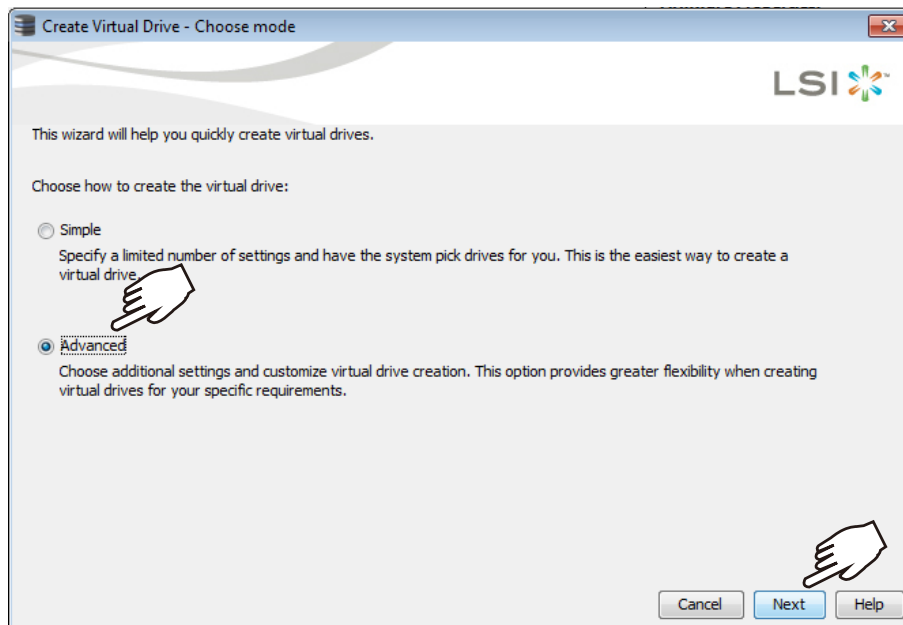 Create Virtual Drive - Choose mode
LSI
This wizard will help you quickly create virtual drives.
Choose how to create the virtual drive:
Simple
Specify a limited number of settings and have the system pick drives for you. This is the easiest way to create a
virtual drive.
Advanced
Choose additional settings and customize virtual drive creation. This option provides greater flexibility when creating
virtual drives for your specific requirements.
Cancel
Next
Help